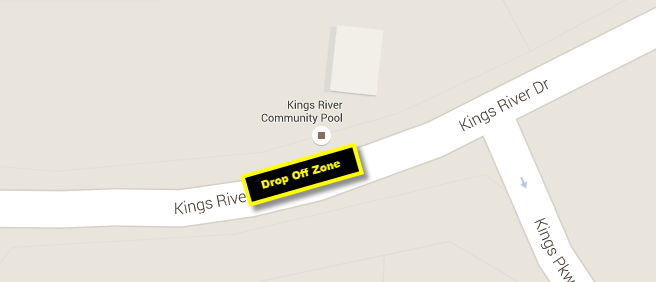 Kings River
Community Pool
Kings River Dr
Drop Off Zone
Kings Rive
Kings Pkw